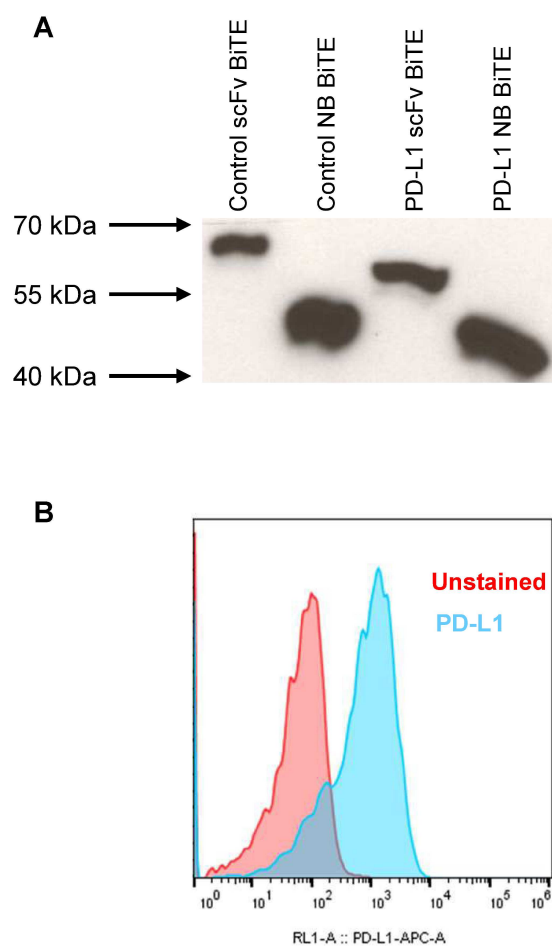 A
Control scFv BiTE
Control NB BiTE
PD-L1 scFv BiTE
PD-L1 NB BiTE
70 kDa
55 kDa
40 kDa
B
Unstained
PD-L1
10⁰ 10¹ 10² 10³ 10⁴ 10⁵ 10⁶
RL1-A :: PD-L1-APC-A